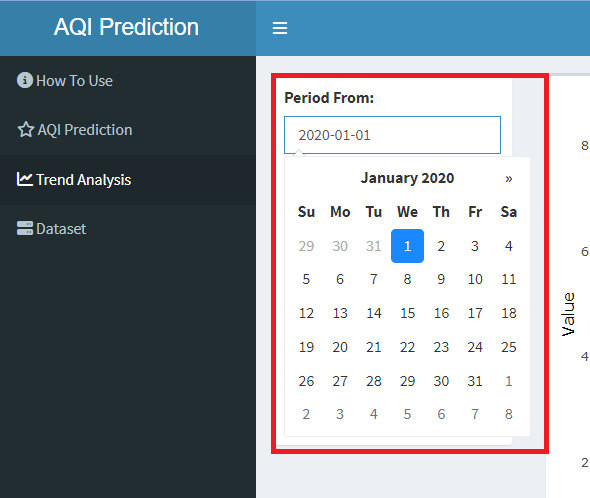 AQI Prediction
How To Use
AQI Prediction
Trend Analysis
Dataset
Period From:
2020-01-01
January 2020 »
Su Mo Tu We Th Fr Sa
29 30 31 1 2 3 4
5 6 7 8 9 10 11
12 13 14 15 16 17 18
19 20 21 22 23 24 25
26 27 28 29 30 31 1
2 3 4 5 6 7 8
Value
8
6
4
2